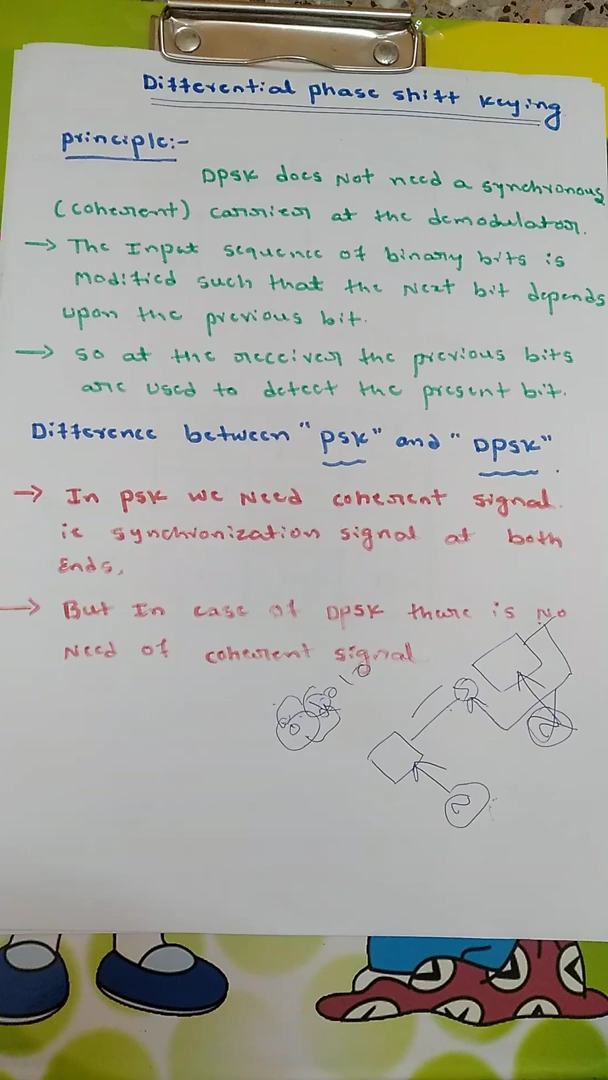 Differential phase shift keying
principle:-
DPSK does Not need a synchronous
(coherent) carrier at the demodulator.
→ The Input sequence of binary bits is
Modified such that the Next bit depends
upon the previous bit.
→ so at the receiver the previous bits
are used to detect the present bit.
Difference between "PSK" and "DPSK".
→ In PSK we Need coherent signal.
ie synchronization signal at both
Ends,
→ But In case of DPSK there is No
Need of coherent signal